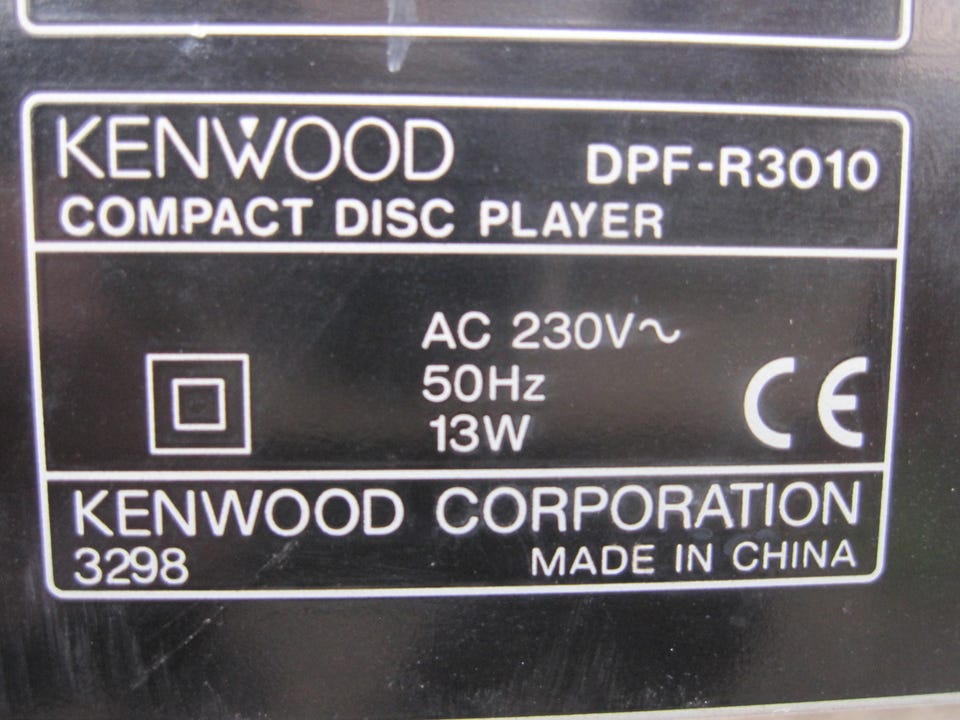 KENWOOD DPF-R3010
COMPACT DISC PLAYER
AC 230V~
50Hz
13W
CE
KENWOOD CORPORATION
3298 MADE IN CHINA